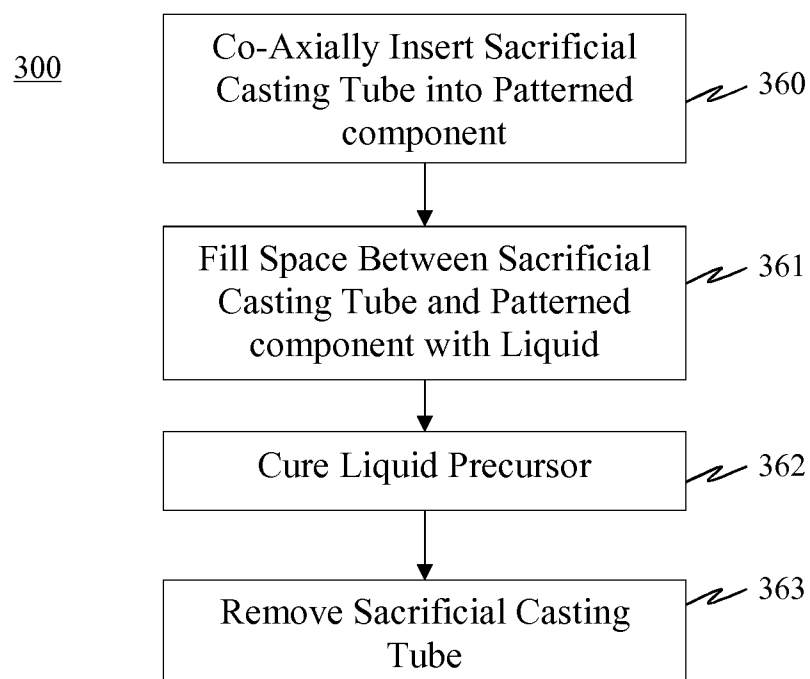 300
Co-Axially Insert Sacrificial
Casting Tube into Patterned
component
360
Fill Space Between Sacrificial
Casting Tube and Patterned
component with Liquid
361
Cure Liquid Precursor
362
Remove Sacrificial Casting
Tube
363